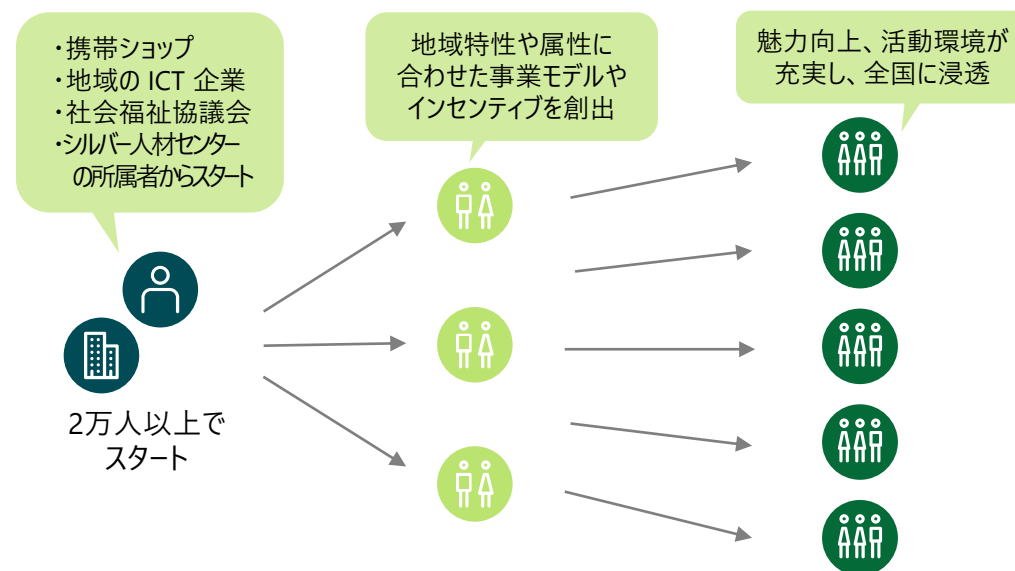 ・携帯ショップ
・地域の ICT 企業
・社会福祉協議会
・シルバー人材センター
の所属者からスタート
地域特性や属性に
合わせた事業モデルや
インセンティブを創出
魅力向上、活動環境が
充実し、全国に浸透
2万人以上で
スタート